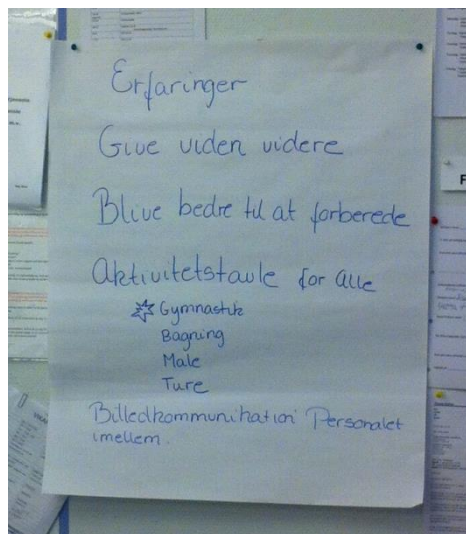 Erfaringer
Give viden videre
Blive bedre til at forberede
Aktivitetstavle for alle
Gymnastik
Bagning
Male
Ture
Billedkommunikation Personalet
imellem.